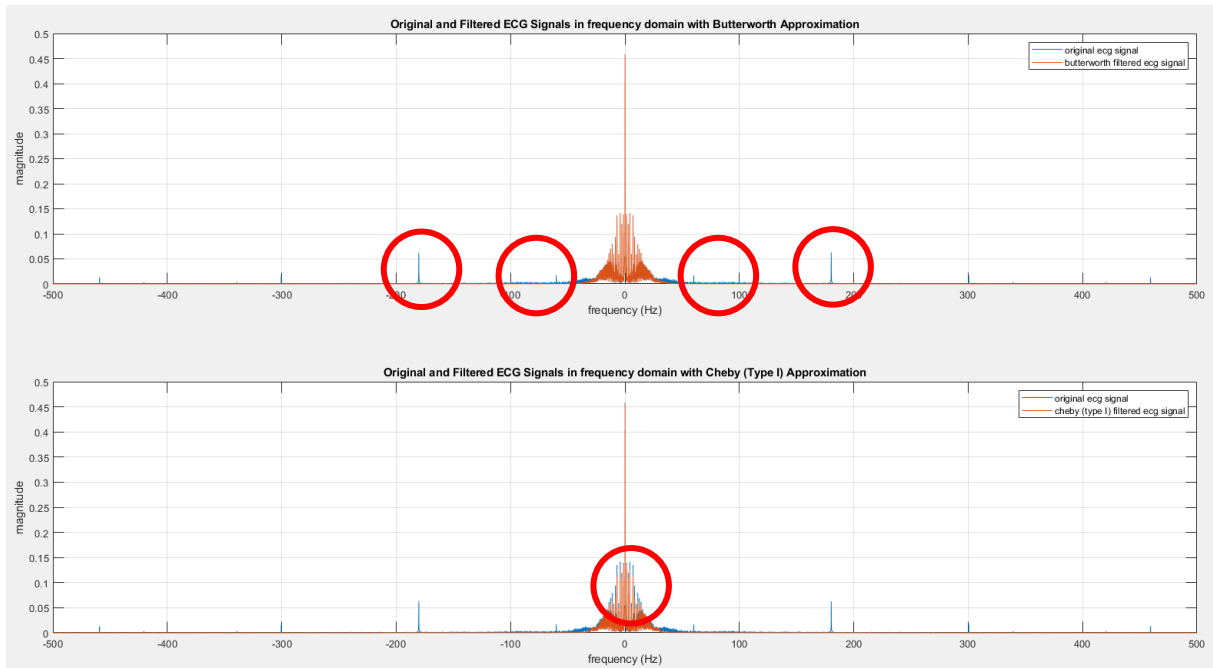 Original and Filtered ECG Signals in frequency domain with Butterworth Approximation
0.5
0.45
0.4
0.35
0.3
0.25
0.2
0.15
0.1
0.05
0
magnitude
original ecg signal
butterworth filtered ecg signal
-500 -400 -300 -200 -100 0 100 200 300 400 500
frequency (Hz)
Original and Filtered ECG Signals in frequency domain with Cheby (Type I) Approximation
0.5
0.45
0.4
0.35
0.3
0.25
0.2
0.15
0.1
0.05
0
magnitude
original ecg signal
cheby (type I) filtered ecg signal
-500 -400 -300 -200 -100 0 100 200 300 400 500
frequency (Hz)